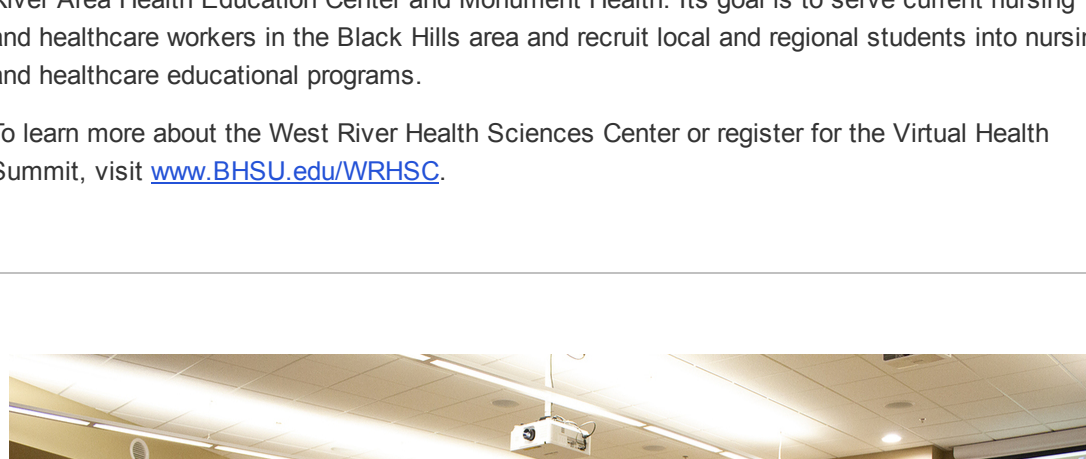 River Area Health Education Center and Monument Health. Its goal is to serve current nursing
and healthcare workers in the Black Hills area and recruit local and regional students into nursin
and healthcare educational programs.
To learn more about the West River Health Sciences Center or register for the Virtual Health
Summit, visit www.BHSU.edu/WRHSC.